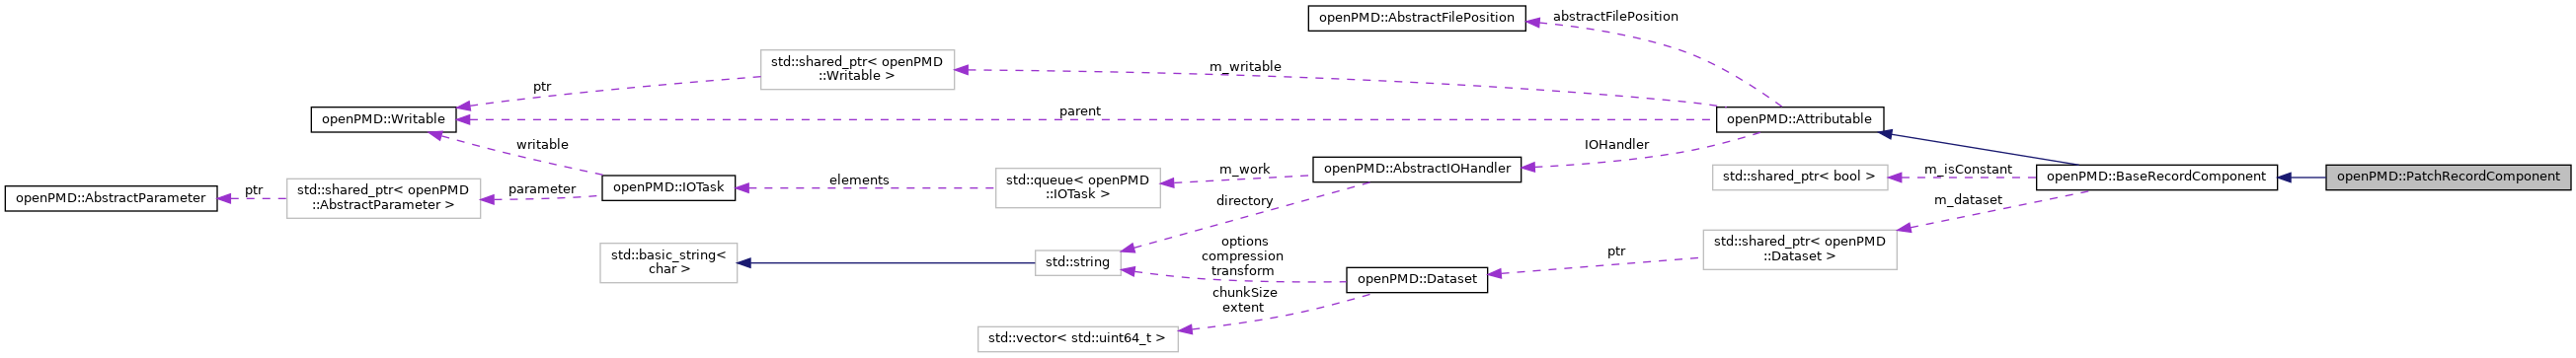 openPMD::AbstractFilePosition
abstractFilePosition
std::shared_ptr< openPMD
::Writable >
m_writable
ptr
openPMD::Writable
parent
openPMD::Attributable
writable
IOHandler
openPMD::AbstractIOHandler
m_work
std::queue< openPMD
::IOTask >
elements
openPMD::IOTask
parameter
std::shared_ptr< openPMD
::AbstractParameter >
ptr
openPMD::AbstractParameter
std::shared_ptr< bool >
m_isConstant
openPMD::BaseRecordComponent
openPMD::PatchRecordComponent
directory
m_dataset
std::basic_string<
char >
std::string
options
compression
transform
openPMD::Dataset
ptr
std::shared_ptr< openPMD
::Dataset >
chunkSize
extent
std::vector< std::uint64_t >